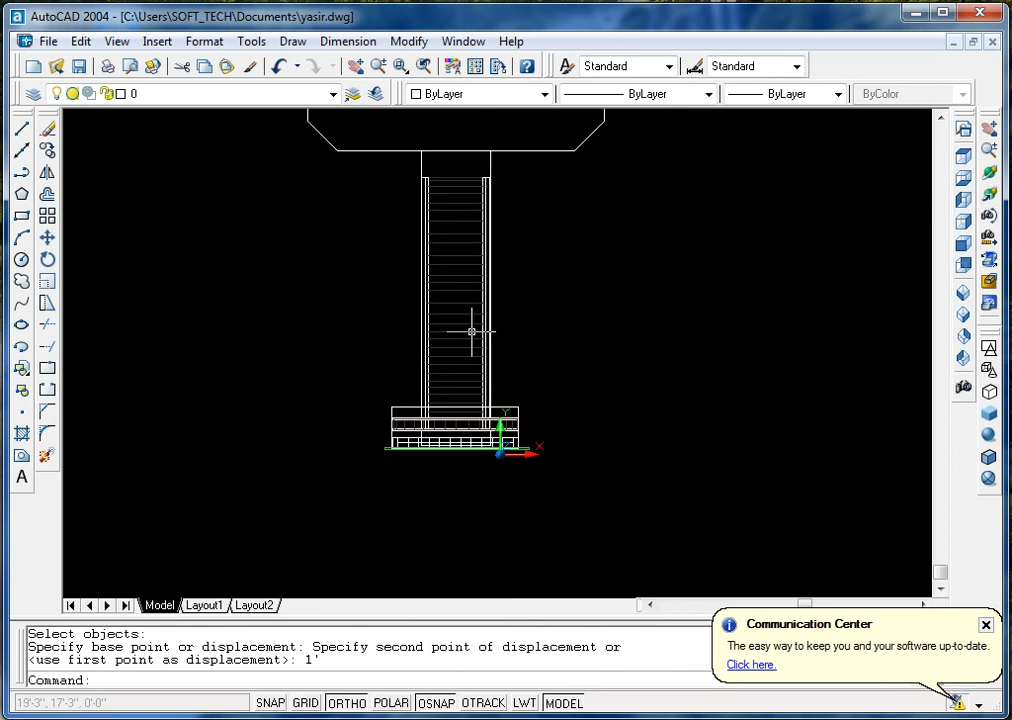 AutoCAD 2004 - [C:\Users\SOFT_TECH\Documents\yasir.dwg]
File Edit View Insert Format Tools Draw Dimension Modify Window Help
Standard Standard
0 ByLayer ByLayer ByLayer ByColor
A
Y
X
Model Layout1 Layout2
Select objects:
Specify base point or displacement: Specify second point of displacement or
<use first point as displacement>: 1'
Command:
Communication Center
The easy way to keep you and your software up-to-date.
Click here.
19'-3", 17'-3", 0'-0" SNAP GRID ORTHO POLAR OSNAP OTRACK LWT MODEL